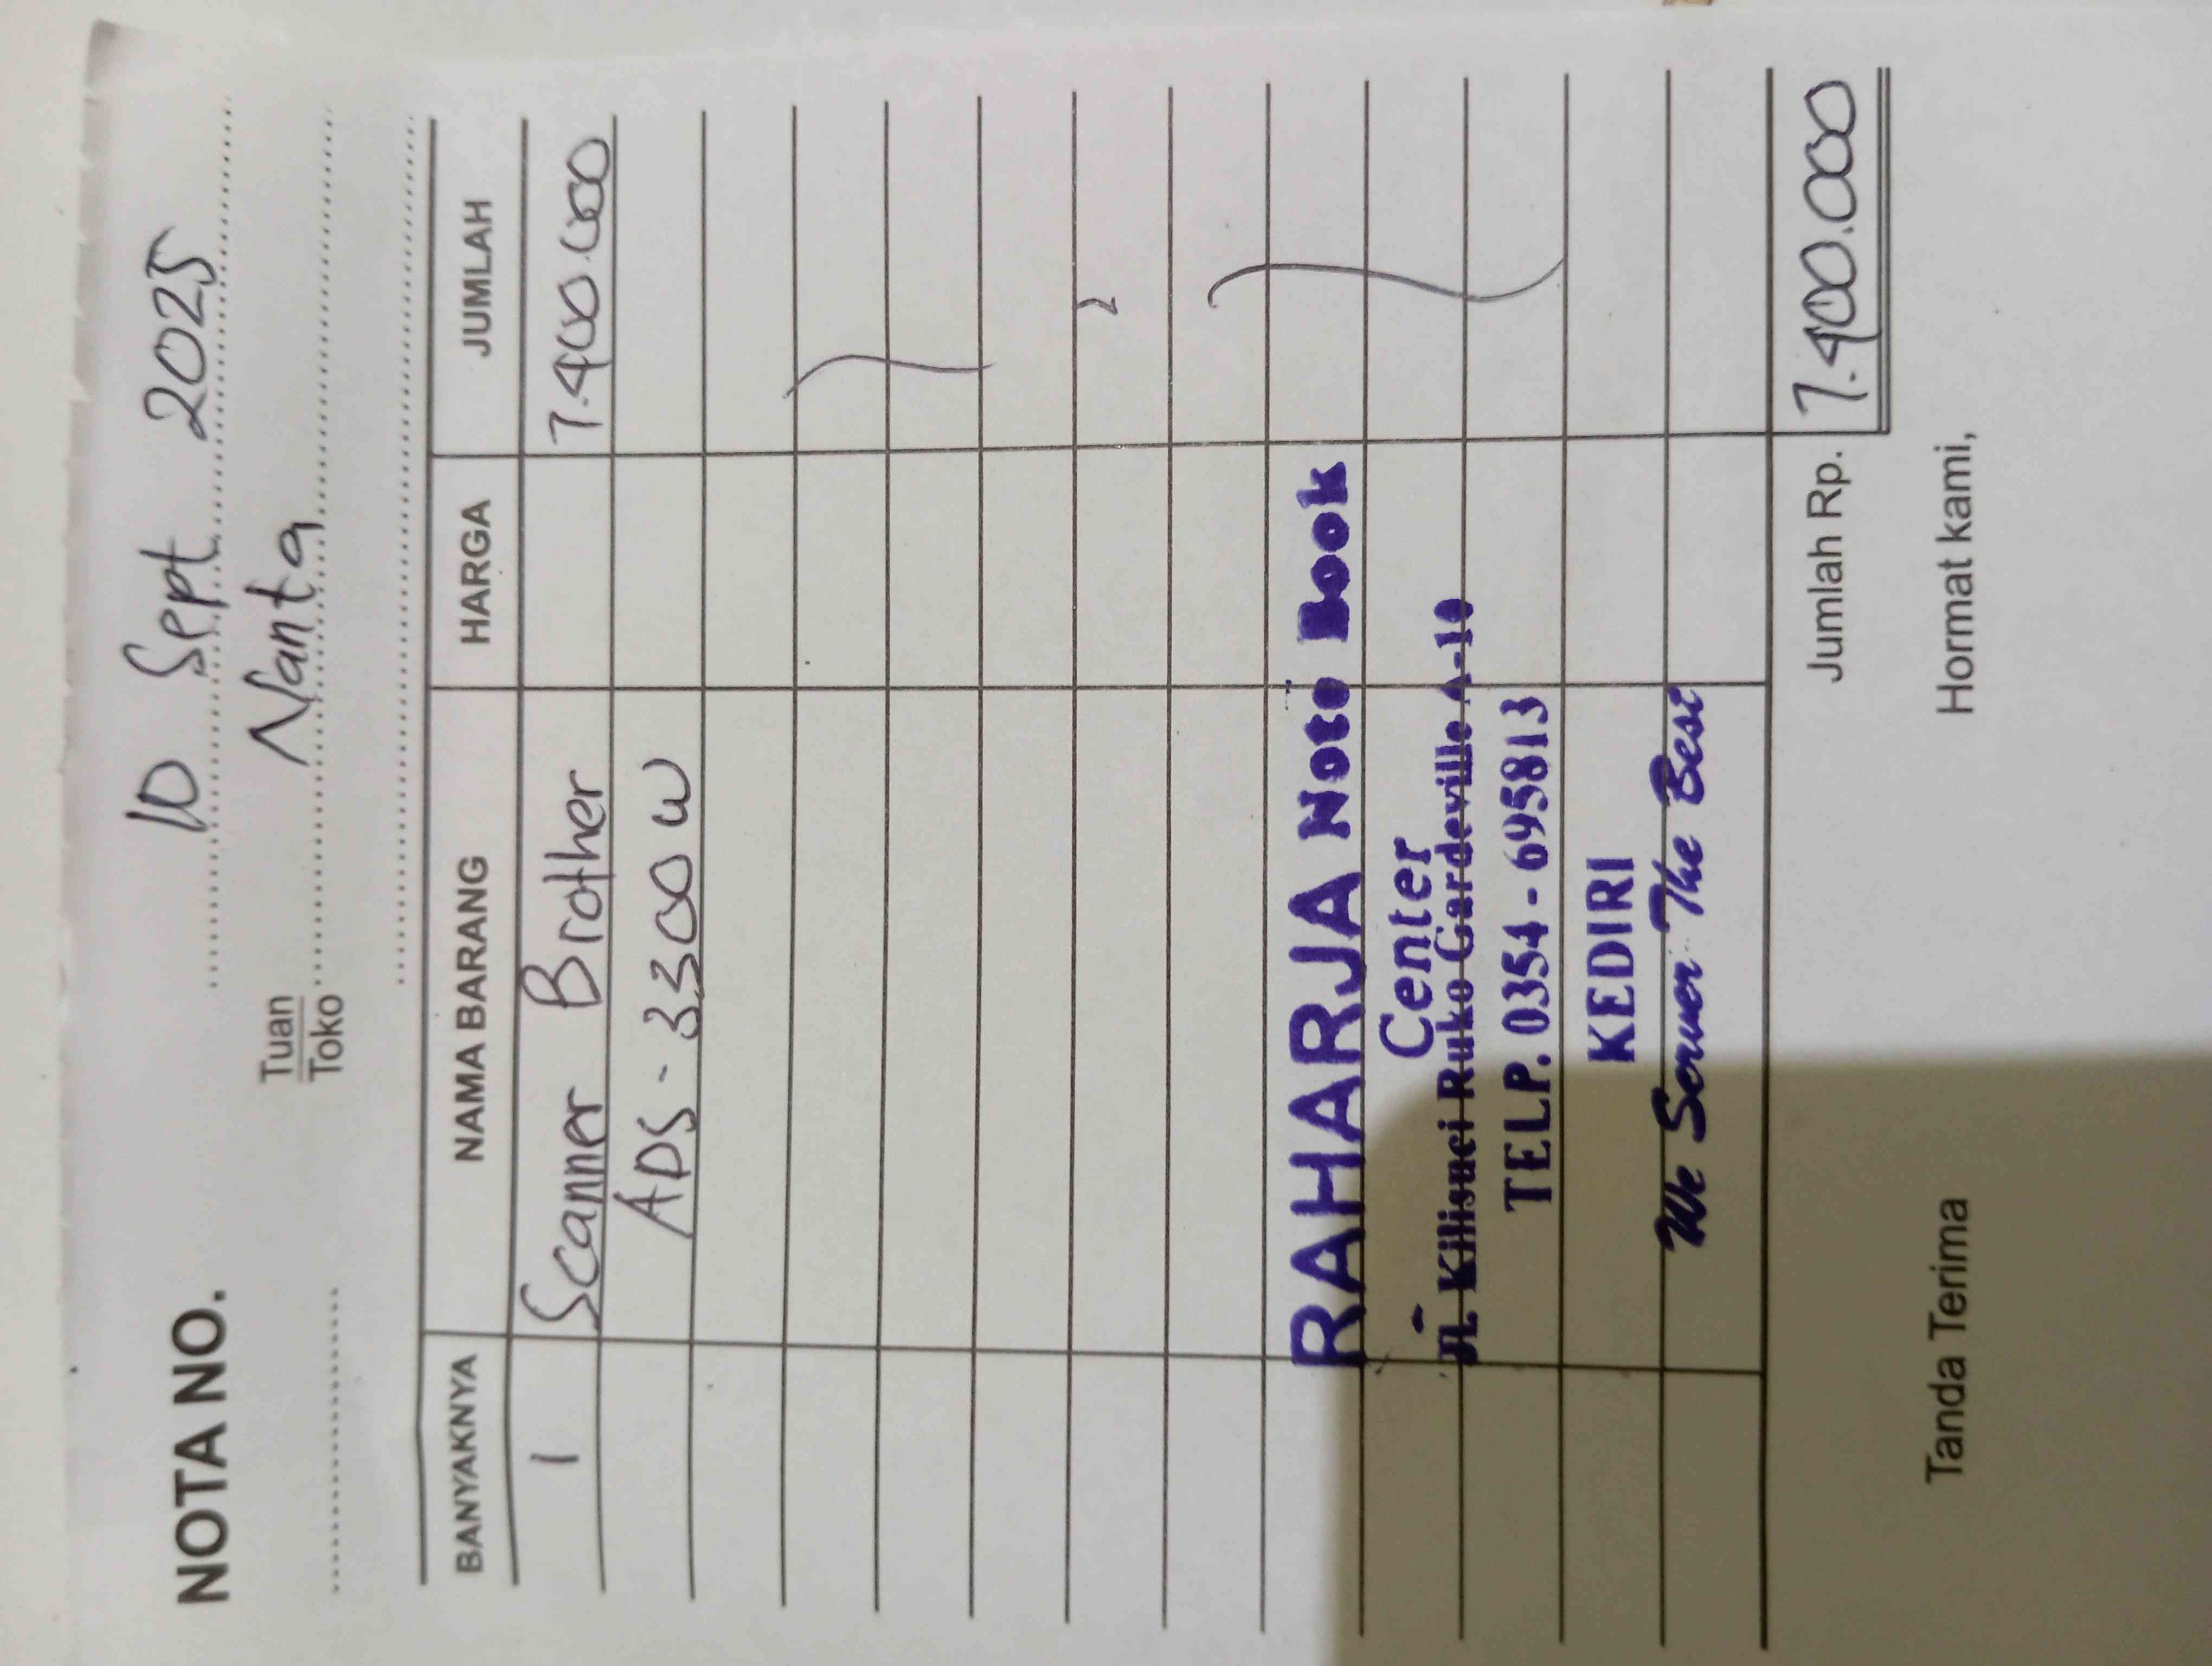 10 Sept 2025
NOTA NO.
Tuan
Toko
Nanta
BANYAKNYA NAMA BARANG HARGA JUMLAH
1 Scanner Brother 7.400.000
ADS-3300 W
RAHARJA Note Book
Center
JL. Kilisuci Ruko Gardeville A-10
TELP. 0354-695813
KEDIRI
We Server The Best
Jumlah Rp. 7.400.000
Tanda Terima Hormat kami,